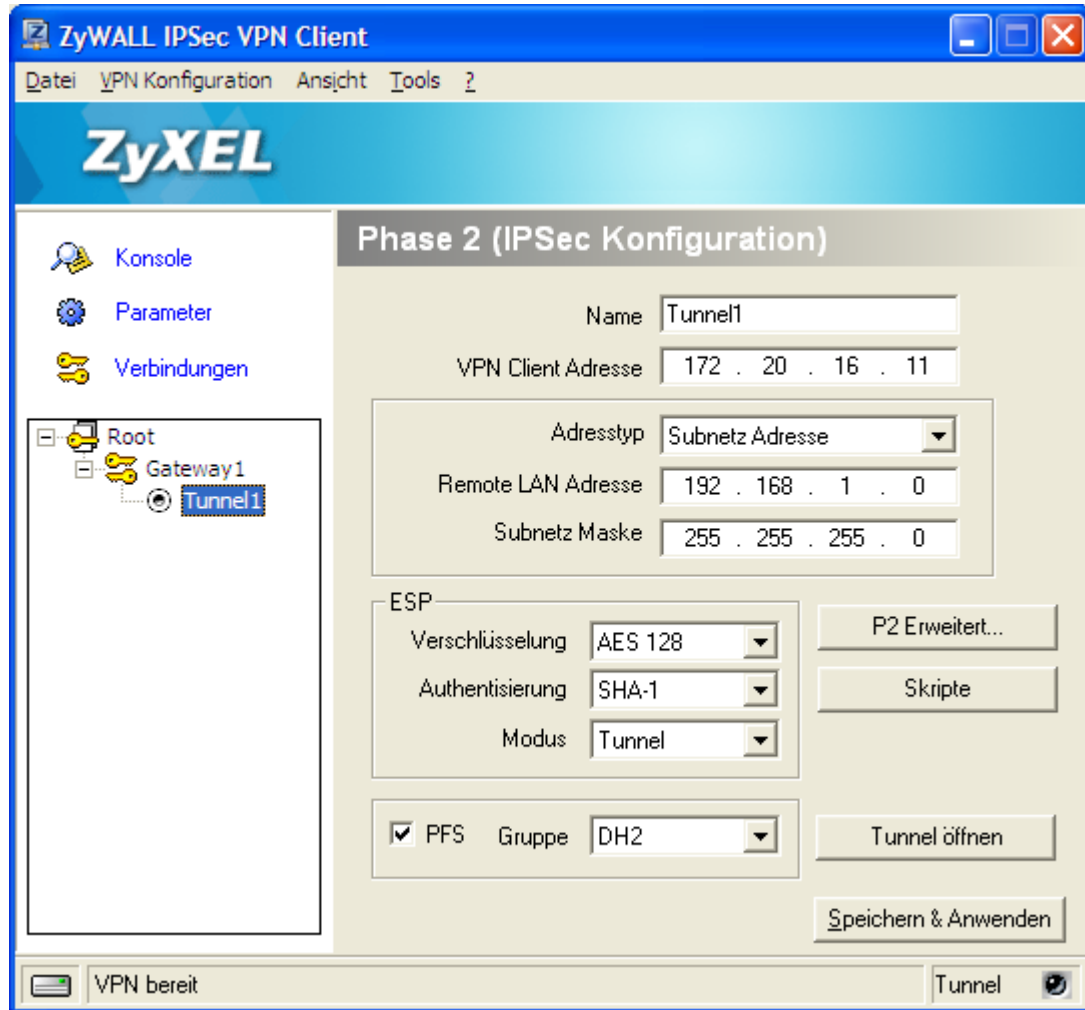 ZyWALL IPSec VPN Client
Datei VPN Konfiguration Ansicht Tools ?
ZyXEL
Konsole
Parameter
Verbindungen
Root
Gateway1
Tunnel1
Phase 2 (IPSec Konfiguration)
Name Tunnel1
VPN Client Adresse 172 . 20 . 16 . 11
Adresstyp Subnetz Adresse
Remote LAN Adresse 192 . 168 . 1 . 0
Subnetz Maske 255 . 255 . 255 . 0
ESP
Verschlüsselung AES 128
Authentisierung SHA-1
Modus Tunnel
P2 Erweitert...
Skripte
PFS Gruppe DH2
Tunnel öffnen
Speichern & Anwenden
VPN bereit
Tunnel